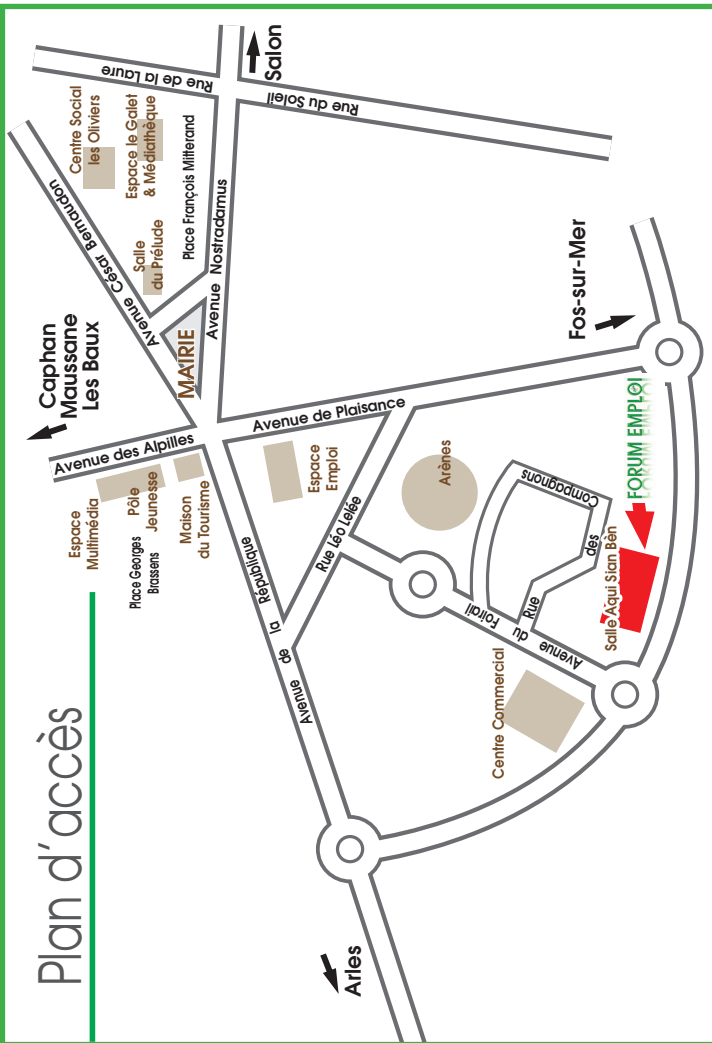 Plan d'accès
Caphan
Maussane
Les Baux
Salon
Arles
Fos-sur-Mer
Avenue des Alpilles
Avenue César Bernaudon
Rue de la Laure
Rue du Soleil
Centre Social
les Oliviers
Espace le Galet
& Médiathèque
Salle
du Prélude
Place François Mitterand
MAIRIE
Avenue Nostradamus
Espace
Multimédia
Pôle
Jeunesse
Place Georges
Brassens
Maison
du Tourisme
Avenue de la République
Avenue de Plaisance
Espace
Emploi
Rue Léo Lelée
Arènes
Rue des Compagnons
Avenue du Foirail
Centre Commercial
Salle Aqui Sian Bèn
FORUM EMPLOI